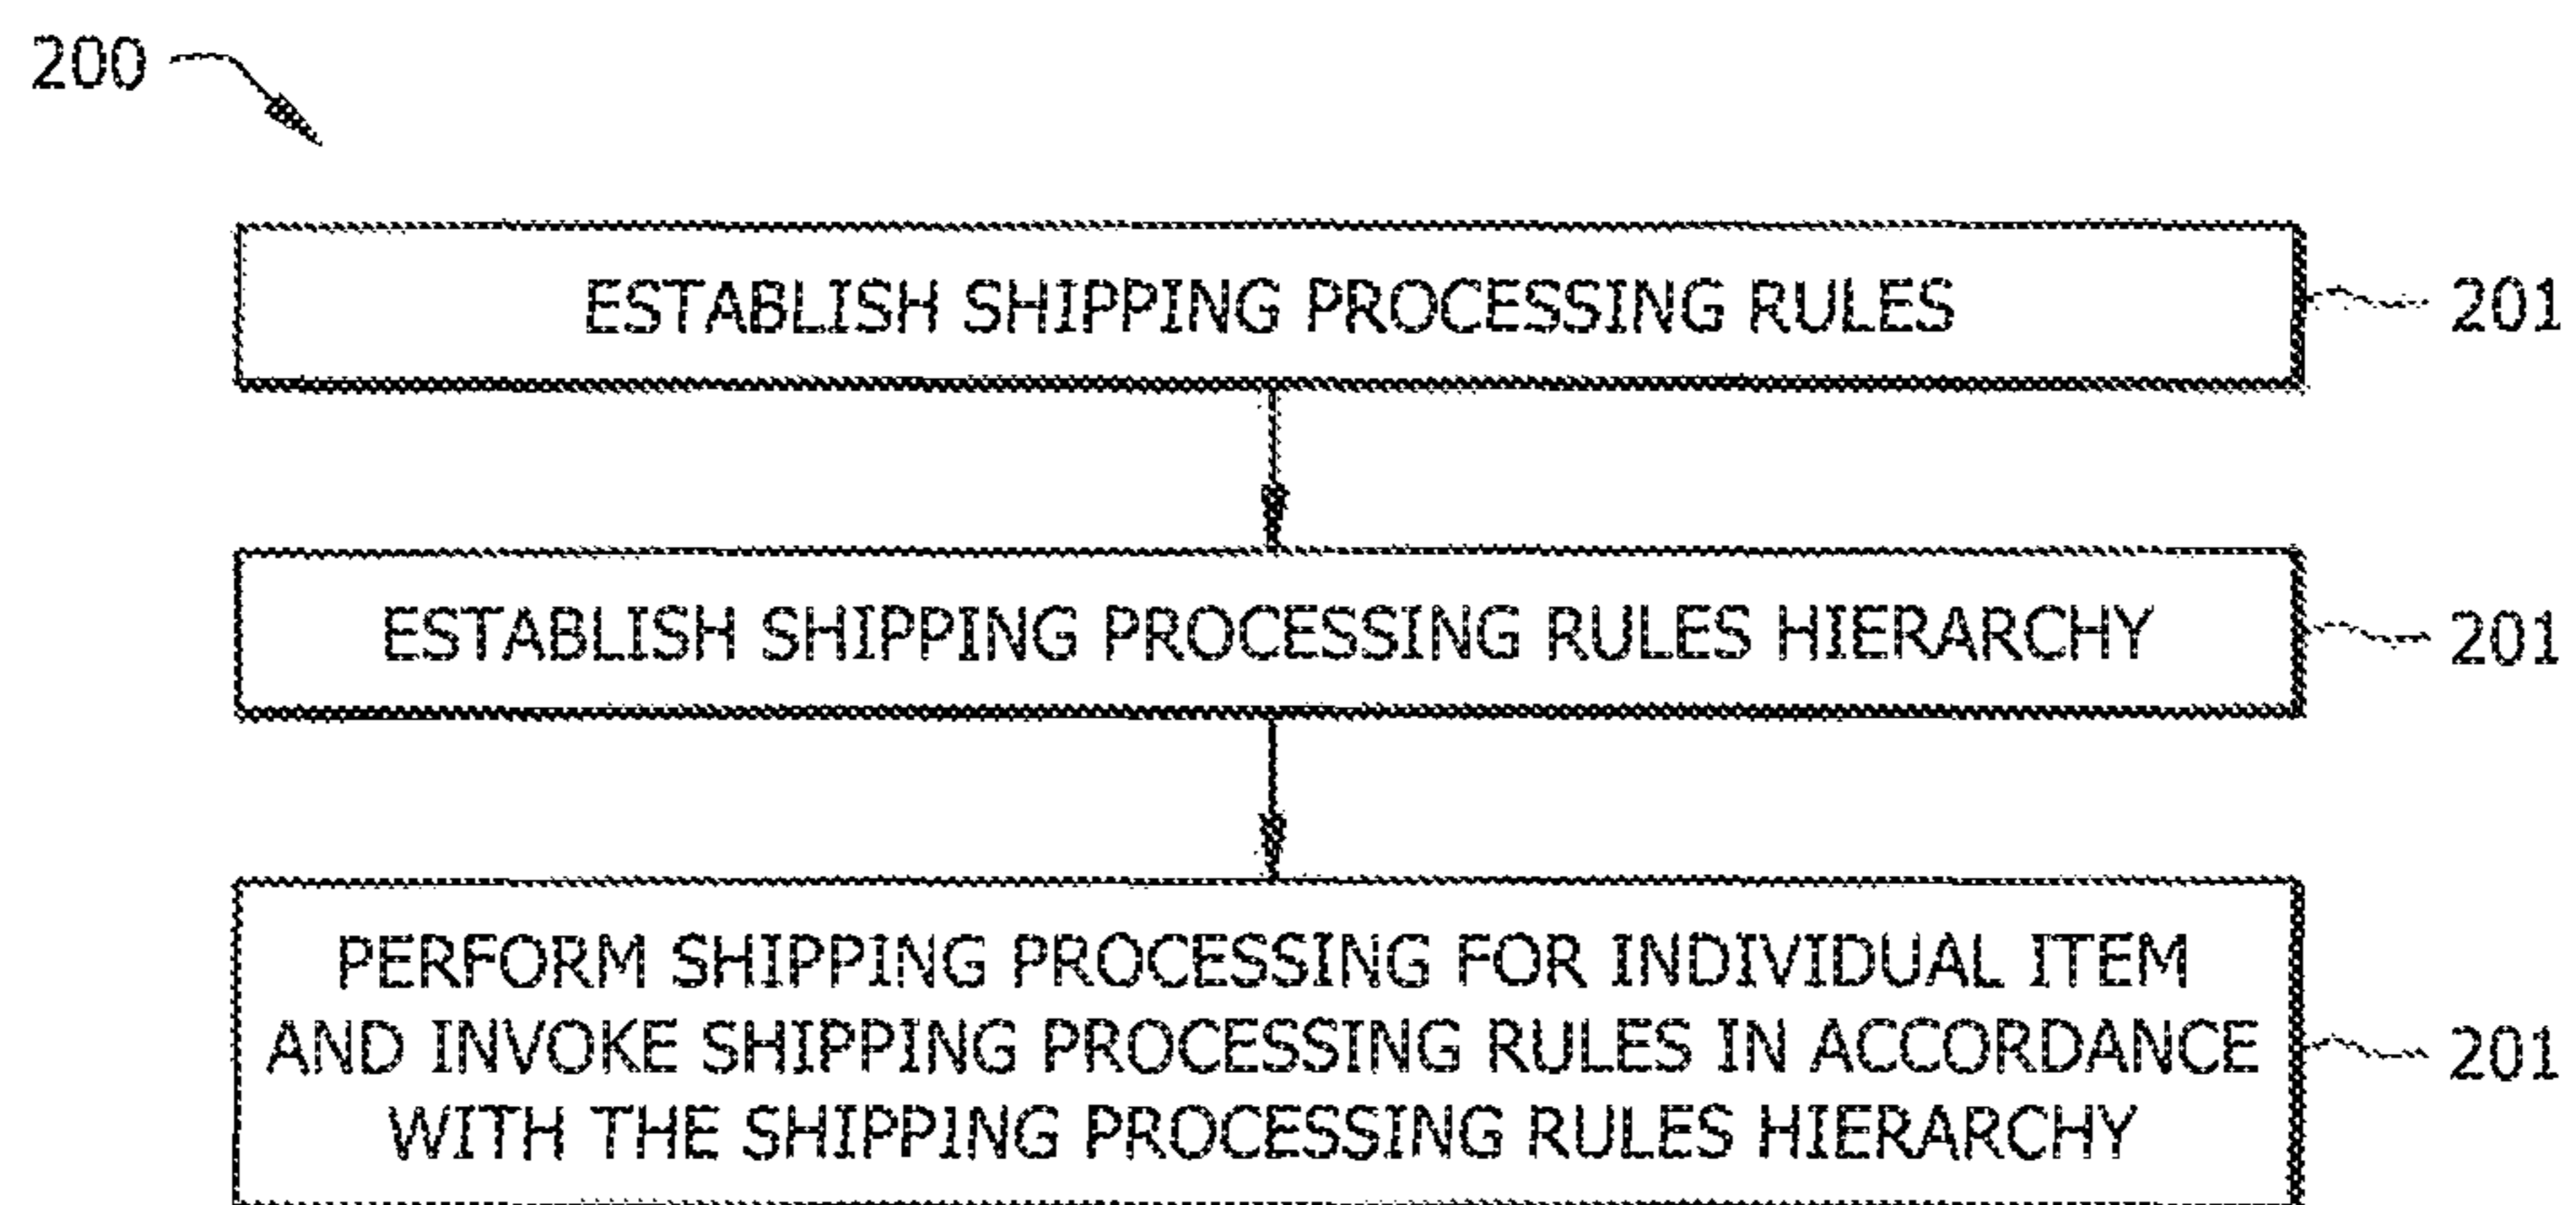 200
ESTABLISH SHIPPING PROCESSING RULES
201
ESTABLISH SHIPPING PROCESSING RULES HIERARCHY
201
PERFORM SHIPPING PROCESSING FOR INDIVIDUAL ITEM
AND INVOKE SHIPPING PROCESSING RULES IN ACCORDANCE
201
WITH THE SHIPPING PROCESSING RULES HIERARCHY